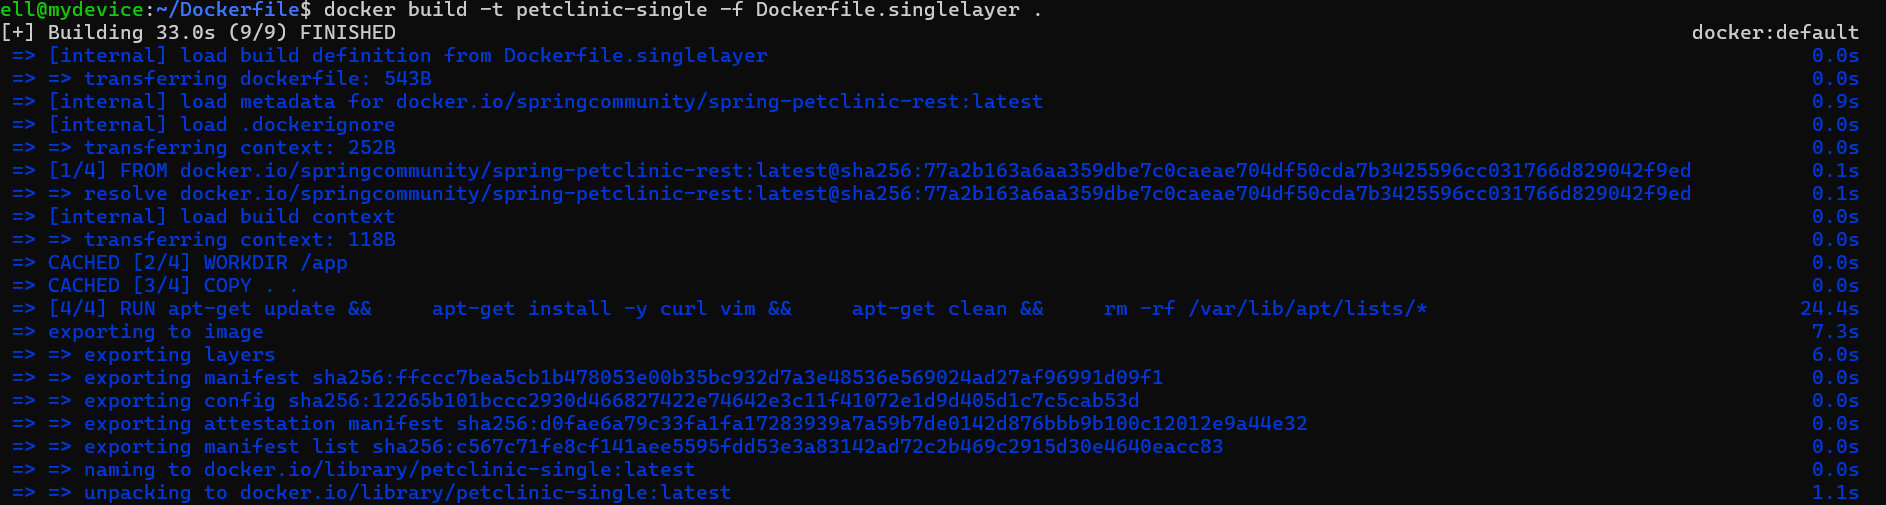 ell@mydevice:~/Dockerfile$ docker build -t petclinic-single -f Dockerfile.singlelayer .
[+] Building 33.0s (9/9) FINISHED docker:default
=> [internal] load build definition from Dockerfile.singlelayer 0.0s
=> => transferring dockerfile: 543B 0.0s
=> [internal] load metadata for docker.io/springcommunity/spring-petclinic-rest:latest 0.9s
=> [internal] load .dockerignore 0.0s
=> => transferring context: 252B 0.0s
=> [1/4] FROM docker.io/springcommunity/spring-petclinic-rest:latest@sha256:77a2b163a6aa359dbe7c0caeae704df50cda7b3425596cc031766d829042f9ed 0.1s
=> => resolve docker.io/springcommunity/spring-petclinic-rest:latest@sha256:77a2b163a6aa359dbe7c0caeae704df50cda7b3425596cc031766d829042f9ed 0.1s
=> [internal] load build context 0.0s
=> => transferring context: 118B 0.0s
=> CACHED [2/4] WORKDIR /app 0.0s
=> CACHED [3/4] COPY . . 0.0s
=> [4/4] RUN apt-get update &&     apt-get install -y curl vim &&     apt-get clean &&     rm -rf /var/lib/apt/lists/* 24.4s
=> exporting to image 7.3s
=> => exporting layers 6.0s
=> => exporting manifest sha256:ffccc7bea5cb1b478053e00b35bc932d7a3e48536e569024ad27af96991d09f1 0.0s
=> => exporting config sha256:12265b101bccc2930d466827422e74642e3c11f41072e1d9d405d1c7c5cab53d 0.0s
=> => exporting attestation manifest sha256:d0fae6a79c33fa1fa17283939a7a59b7de0142d876bbb9b100c12012e9a44e32 0.0s
=> => exporting manifest list sha256:c567c71fe8cf141aee5595fdd53e3a83142ad72c2b469c2915d30e4640eacc83 0.0s
=> => naming to docker.io/library/petclinic-single:latest 0.0s
=> => unpacking to docker.io/library/petclinic-single:latest 1.1s